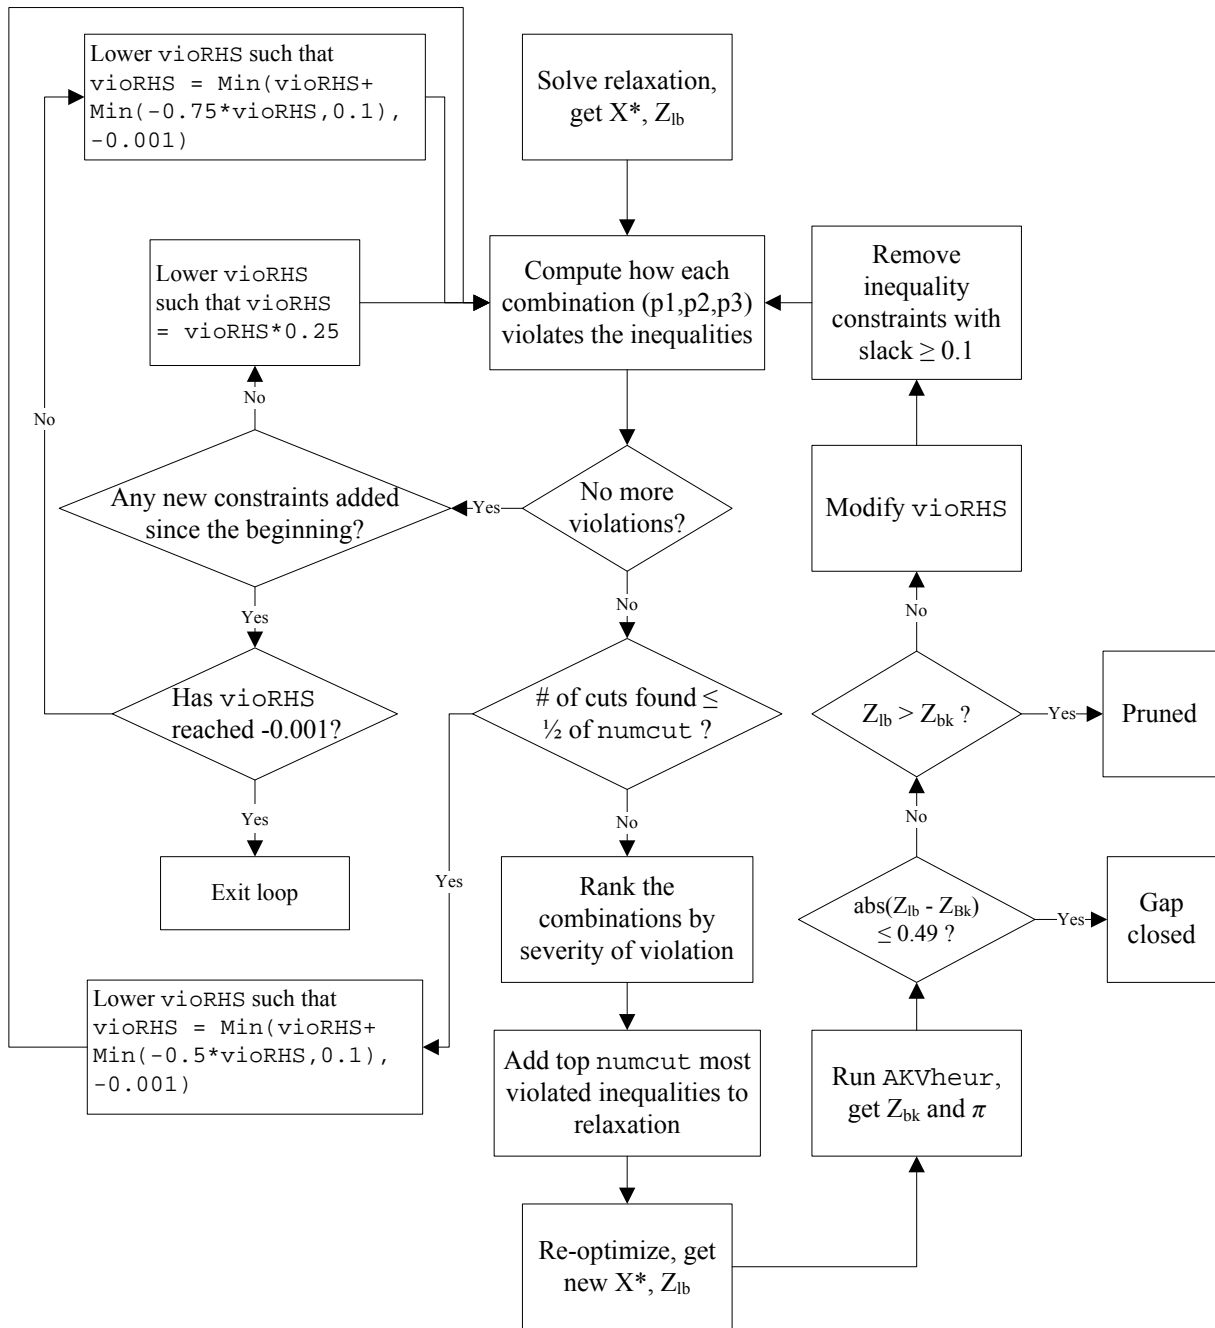 Lower vioRHS such that
vioRHS = Min(vioRHS+
Min(-0.75*vioRHS,0.1),
-0.001)
Solve relaxation,
get X*, Zlb
Lower vioRHS
such that vioRHS
= vioRHS*0.25
Compute how each
combination (p1,p2,p3)
violates the inequalities
Remove
inequality
constraints with
slack ≥ 0.1
No
No
Any new constraints added
since the beginning?
Yes
No more
violations?
Modify vioRHS
Yes
No
No
Has vioRHS
reached -0.001?
# of cuts found ≤
½ of numcut ?
Zlb > Zbk ?
Yes
Pruned
Yes
No
No
Exit loop
Yes
Rank the
combinations by
severity of violation
abs(Zlb - ZBk)
≤ 0.49 ?
Yes
Gap
closed
Lower vioRHS such that
vioRHS = Min(vioRHS+
Min(-0.5*vioRHS,0.1),
-0.001)
Add top numcut most
violated inequalities to
relaxation
Run AKVheur,
get Zbk and π
Re-optimize, get
new X*, Zlb